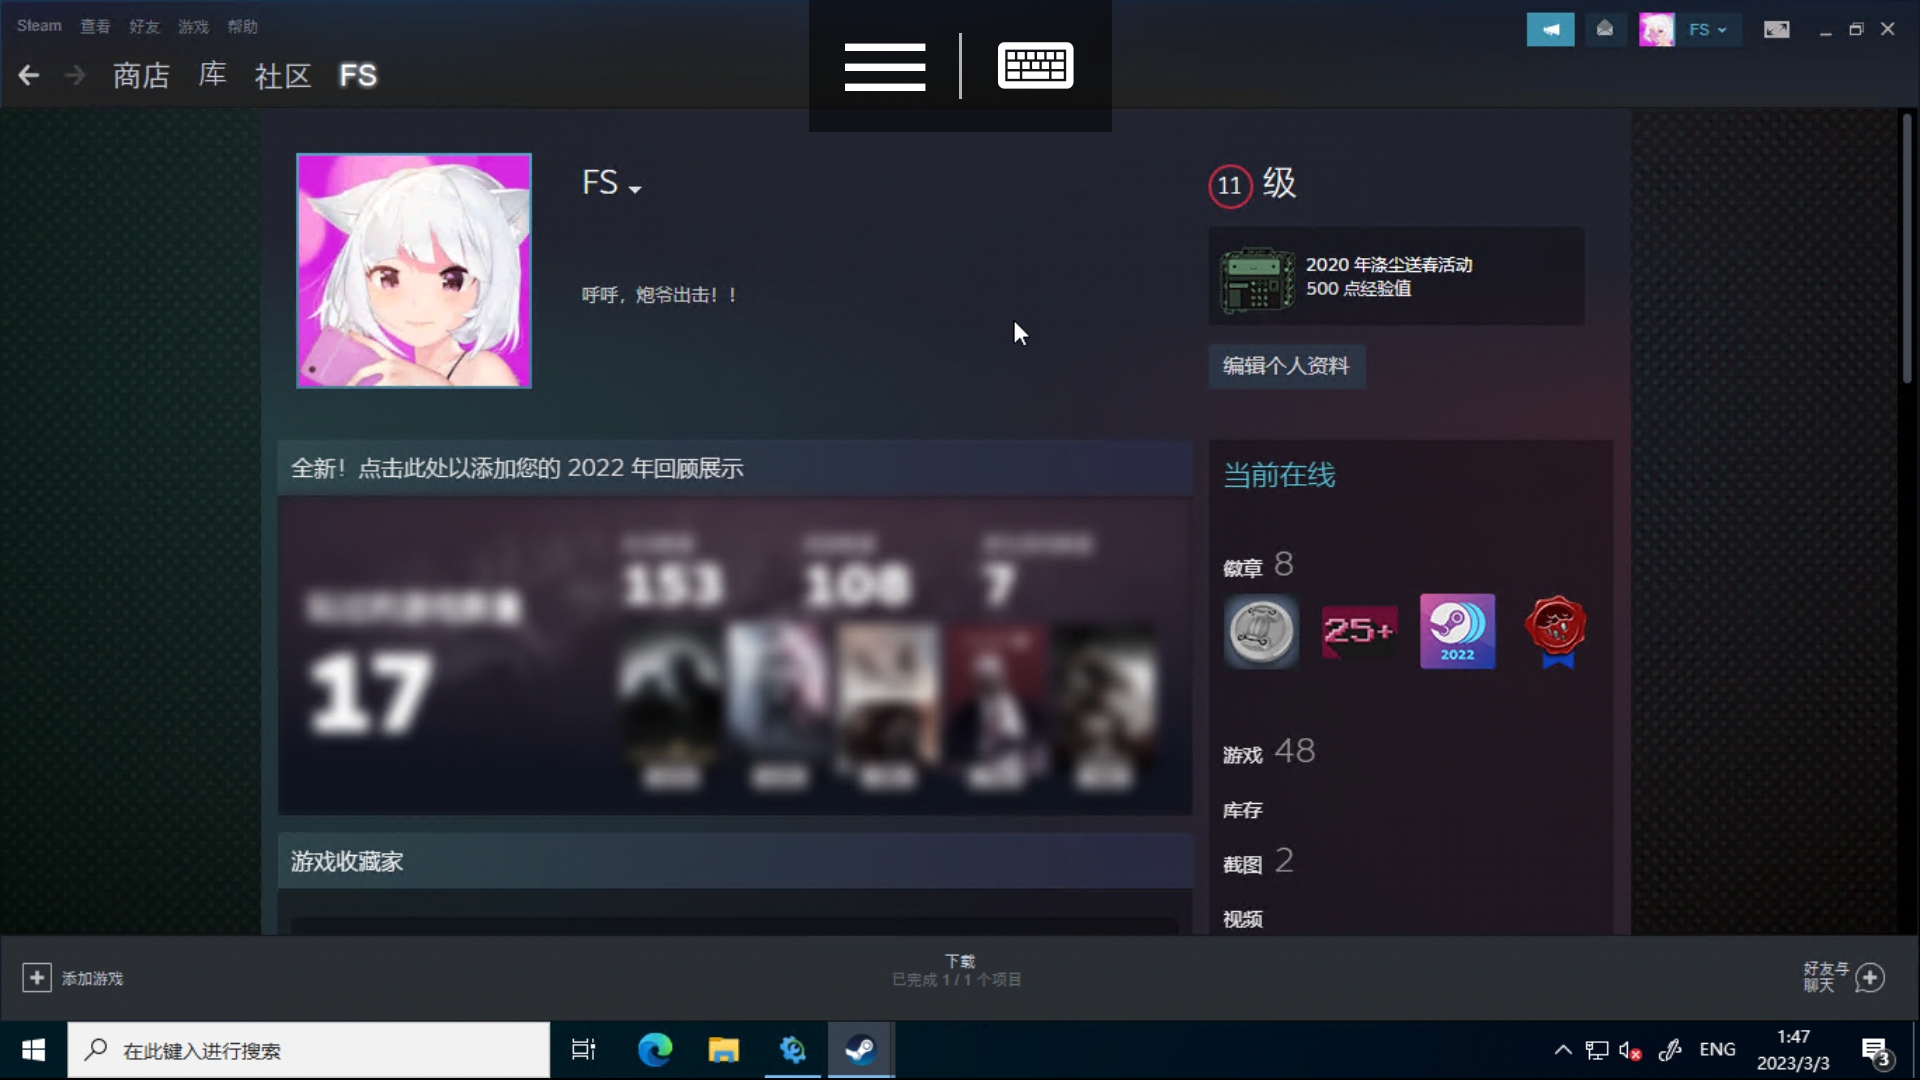 Steam 查看 好友 游戏 帮助
FS
商店 库 社区 FS
FS
呼呼，炮爷出击！！
11 级
2020 年涤尘送春活动
500 点经验值
编辑个人资料
全新！点击此处以添加您的 2022 年回顾展示
153 108 7
17
当前在线
徽章 8
25+
2022
游戏 48
库存
截图 2
视频
游戏收藏家
添加游戏
下载
已完成 1 / 1 个项目
好友与
聊天
在此键入进行搜索
ENG
1:47
2023/3/3
3